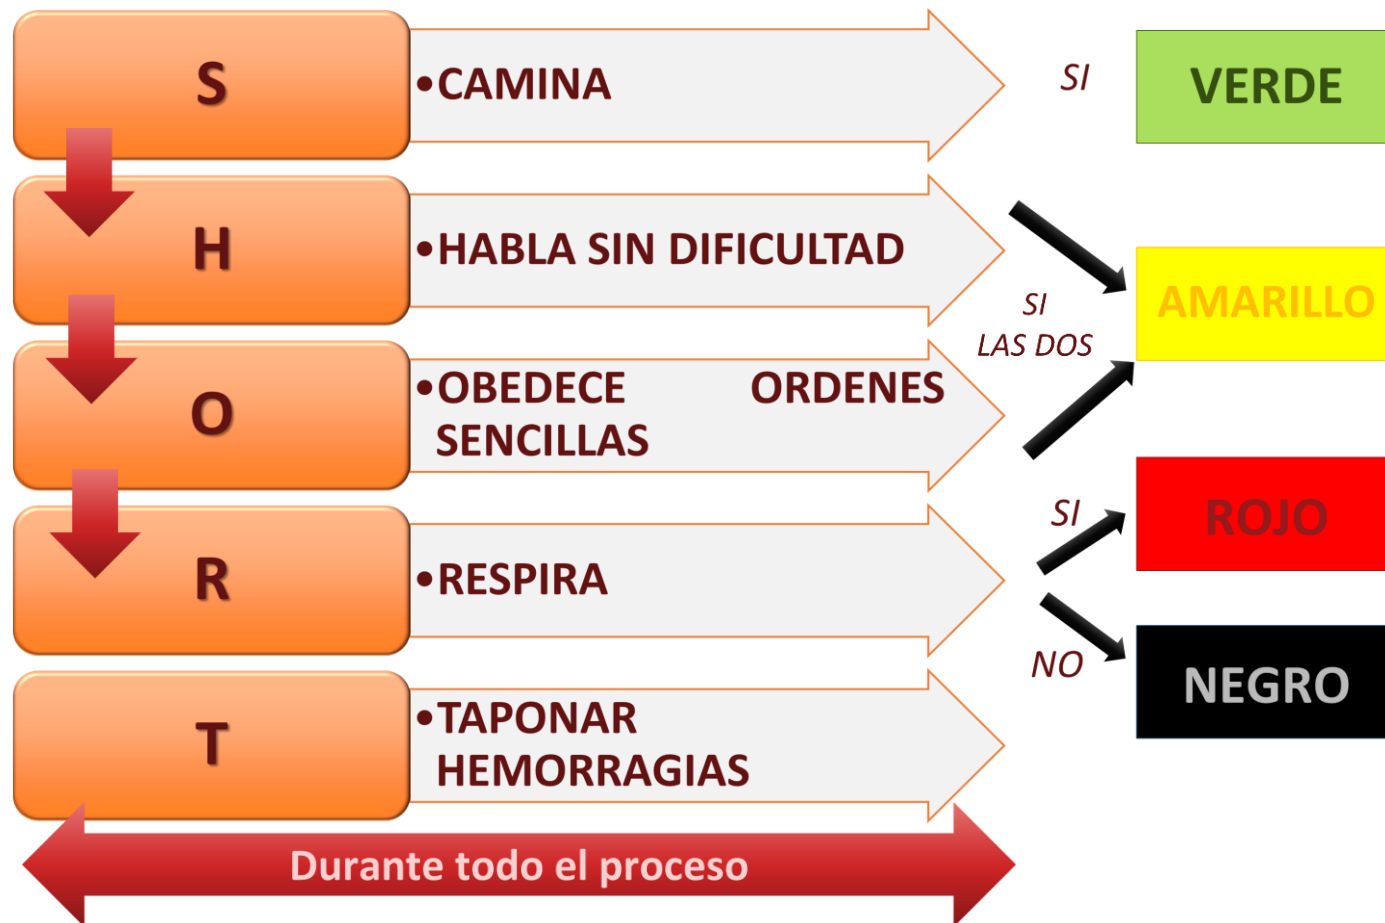 S
•CAMINA
SI
VERDE
H
•HABLA SIN DIFICULTAD
SI
LAS DOS
AMARILLO
O
•OBEDECE ORDENES
SENCILLAS
R
•RESPIRA
SI
ROJO
NO
NEGRO
T
•TAPONAR
HEMORRAGIAS
Durante todo el proceso